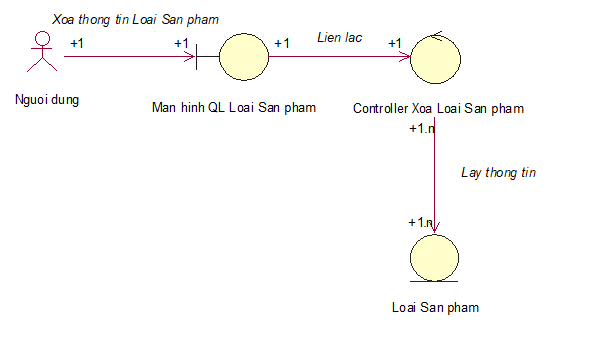 Xoa thong tin Loai San pham
+1 +1 +1 Lien lac +1
Nguoi dung
Man hinh QL Loai San pham
Controller Xoa Loai San pham
+1.n
Lay thong tin
+1.n
Loai San pham